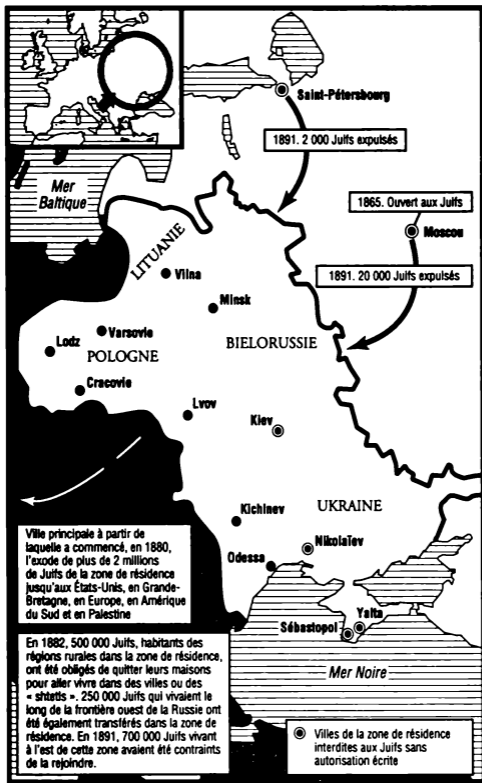 Saint-Pétersbourg
1891. 2 000 Juifs expulsés
Mer
Baltique
1865. Ouvert aux Juifs
Moscou
LITUANIE
1891. 20 000 Juifs expulsés
Vilna
Minsk
BIELORUSSIE
Varsovie
Lodz
POLOGNE
Cracovie
Lvov
Kiev
UKRAINE
Kichinev
Nikolaïev
Odessa
Ville principale à partir de
laquelle a commencé, en 1880,
l'exode de plus de 2 millions
de Juifs de la zone de résidence
jusqu'aux États-Unis, en Grande-
Bretagne, en Europe, en Amérique
du Sud et en Palestine
Yalta
Sébastopol
En 1882, 500 000 Juifs, habitants des
régions rurales dans la zone de résidence,
ont été obligés de quitter leurs maisons
pour aller vivre dans des villes ou des
« shtetls ». 250 000 Juifs qui vivaient le
long de la frontière ouest de la Russie ont
été également transférés dans la zone de
résidence. En 1891, 700 000 Juifs vivant
à l'est de cette zone avaient été contraints
de la rejoindre.
Mer Noire
Villes de la zone de résidence
interdites aux Juifs sans
autorisation écrite